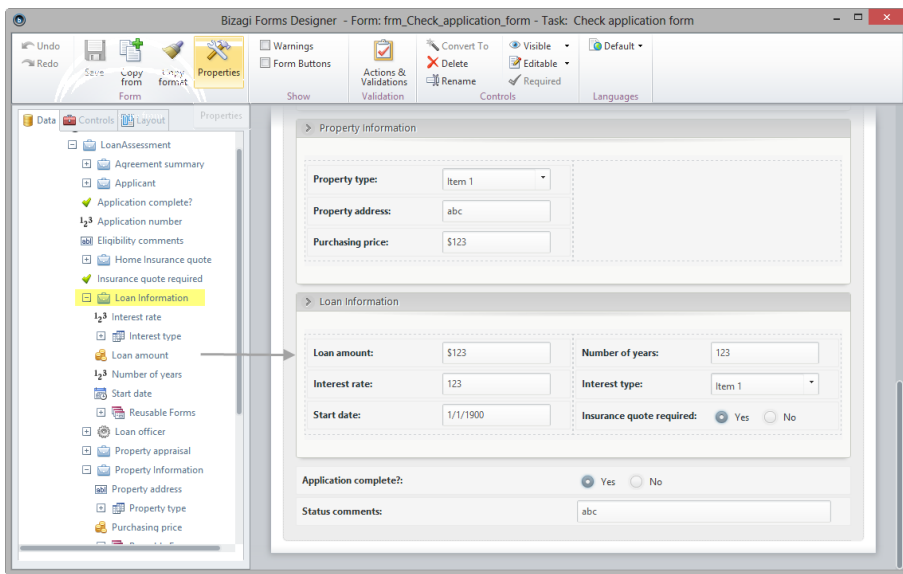 Bizagi Forms Designer - Form: frm_Check_application_form - Task: Check application form
Undo
Redo
Save
Copy from
Copy format
Properties
Form
Warnings
Form Buttons
Show
Actions & Validations
Validation
Convert To
Delete
Rename
Visible
Editable
Required
Controls
Default
Languages
Data
Controls
Layout
Properties
LoanAssessment
Agreement summary
Applicant
Application complete?
123 Application number
abl Eligibility comments
Home Insurance quote
Insurance quote required
Loan Information
123 Interest rate
Interest type
Loan amount
123 Number of years
Start date
Reusable Forms
Loan officer
Property appraisal
Property Information
abl Property address
Property type
Purchasing price
Property Information
Property type: Item 1
Property address: abc
Purchasing price: $123
Loan Information
Loan amount: $123 Number of years: 123
Interest rate: 123 Interest type: Item 1
Start date: 1/1/1900 Insurance quote required: Yes No
Application complete?: Yes No
Status comments: abc